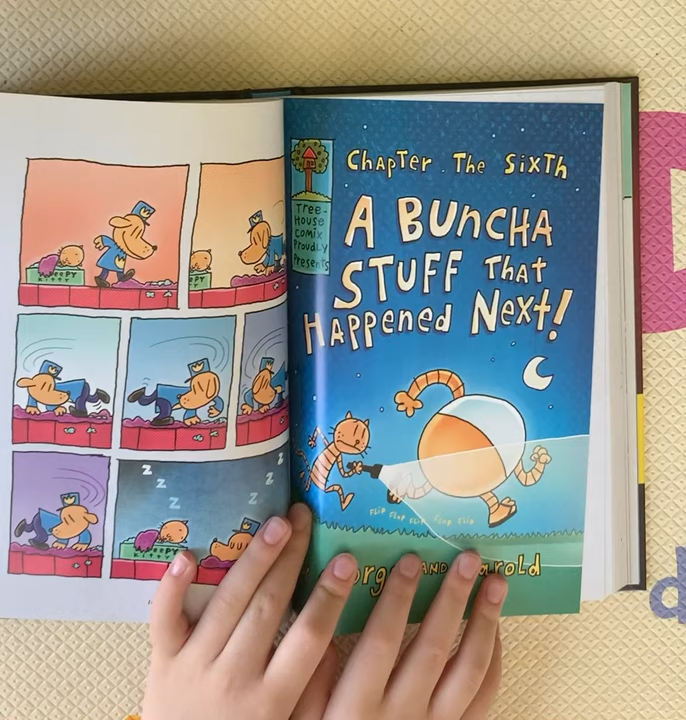 Z
Z
Z
Z
Z
Z
KITTY
Chapter The Sixth
A BUNCHA
STUFF That
HAppened Next!
Tree-
House
Comix
Proudly
Presents
FLIP FLOP FLIP FLOP FLIP
AND
d